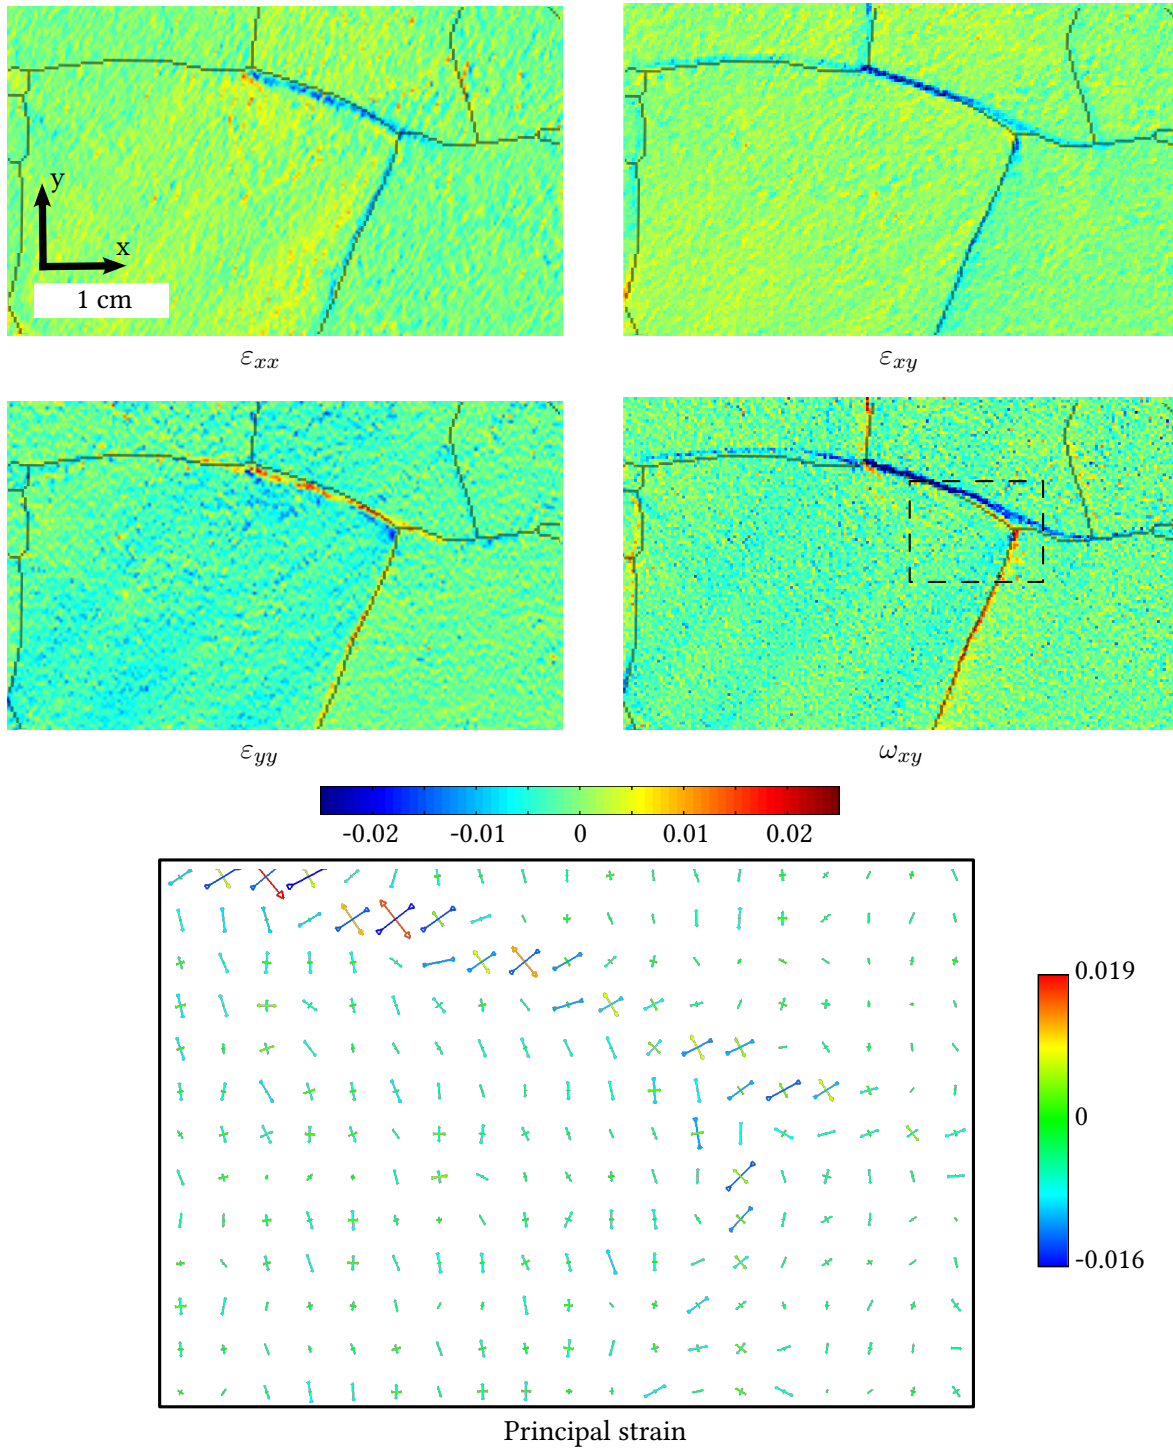 y
x
1 cm
εxx
εxy
εyy
ωxy
-0.02 -0.01 0 0.01 0.02
0.019
0
-0.016
Principal strain